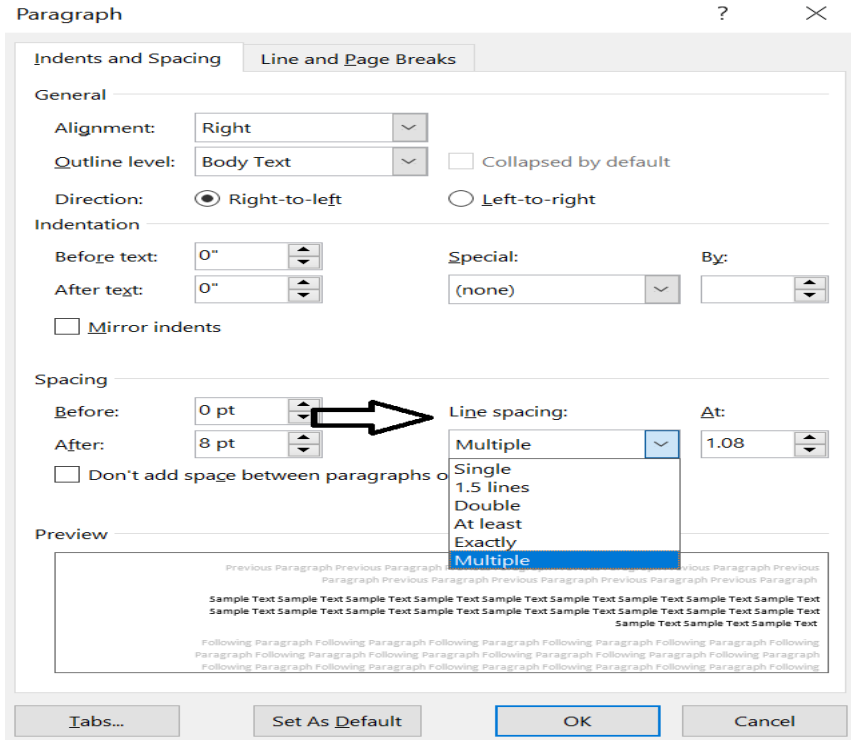 Paragraph ?
Indents and Spacing Line and Page Breaks
General
Alignment: Right
Outline level: Body Text Collapsed by default
Direction: Right-to-left Left-to-right
Indentation
Before text: 0" Special: By:
After text: 0" (none)
Mirror indents
Spacing
Before: 0 pt Line spacing: At:
After: 8 pt Multiple 1.08
Don't add space between paragraphs o
Single
1.5 lines
Double
At least
Exactly
Multiple
Preview
Previous Paragraph Previous Paragraph Previous Paragraph Previous
Paragraph Previous Paragraph Previous Paragraph Previous Paragraph Previous Paragraph
Sample Text Sample Text Sample Text Sample Text Sample Text Sample Text Sample Text Sample Text Sample Text
Sample Text Sample Text Sample Text Sample Text Sample Text Sample Text Sample Text Sample Text Sample Text
Sample Text Sample Text Sample Text
Following Paragraph Following Paragraph Following Paragraph Following Paragraph Following Paragraph Following
Paragraph Following Paragraph Following Paragraph Following Paragraph Following Paragraph Following Paragraph
Following Paragraph Following Paragraph Following Paragraph Following Paragraph Following Paragraph Following
Tabs... Set As Default OK Cancel